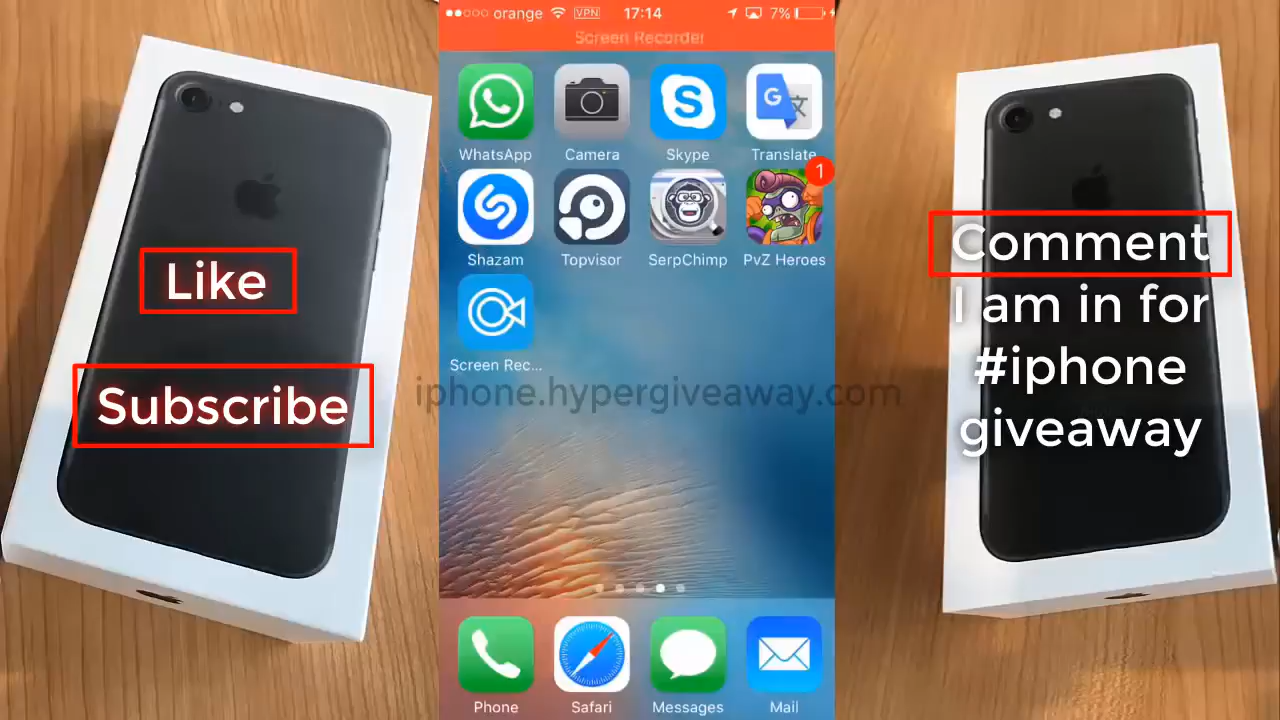 orange VPN 17:14 7%
Screen Recorder
WhatsApp Camera Skype Translate
1
Shazam Topvisor SerpChimp PvZ Heroes
Screen Rec...
iphone.hypergiveaway.com
Phone Safari Messages Mail
Like
Subscribe
Comment
I am in for
#iphone
giveaway